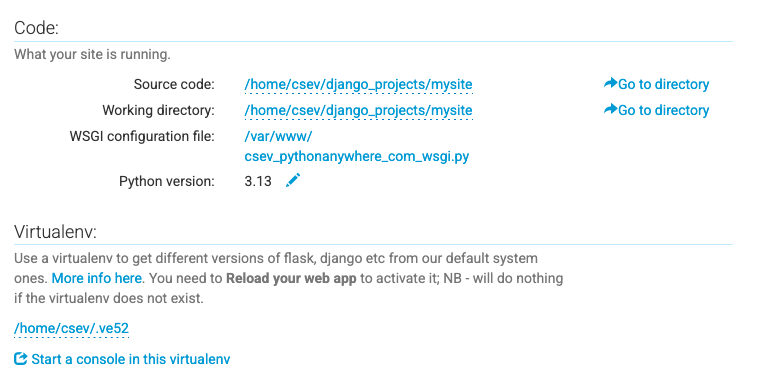 Code:
What your site is running.
Source code: /home/csev/django_projects/mysite Go to directory
Working directory: /home/csev/django_projects/mysite Go to directory
WSGI configuration file: /var/www/
csev_pythonanywhere_com_wsgi.py
Python version: 3.13
Virtualenv:
Use a virtualenv to get different versions of flask, django etc from our default system
ones. More info here. You need to Reload your web app to activate it; NB - will do nothing
if the virtualenv does not exist.
/home/csev/.ve52
Start a console in this virtualenv